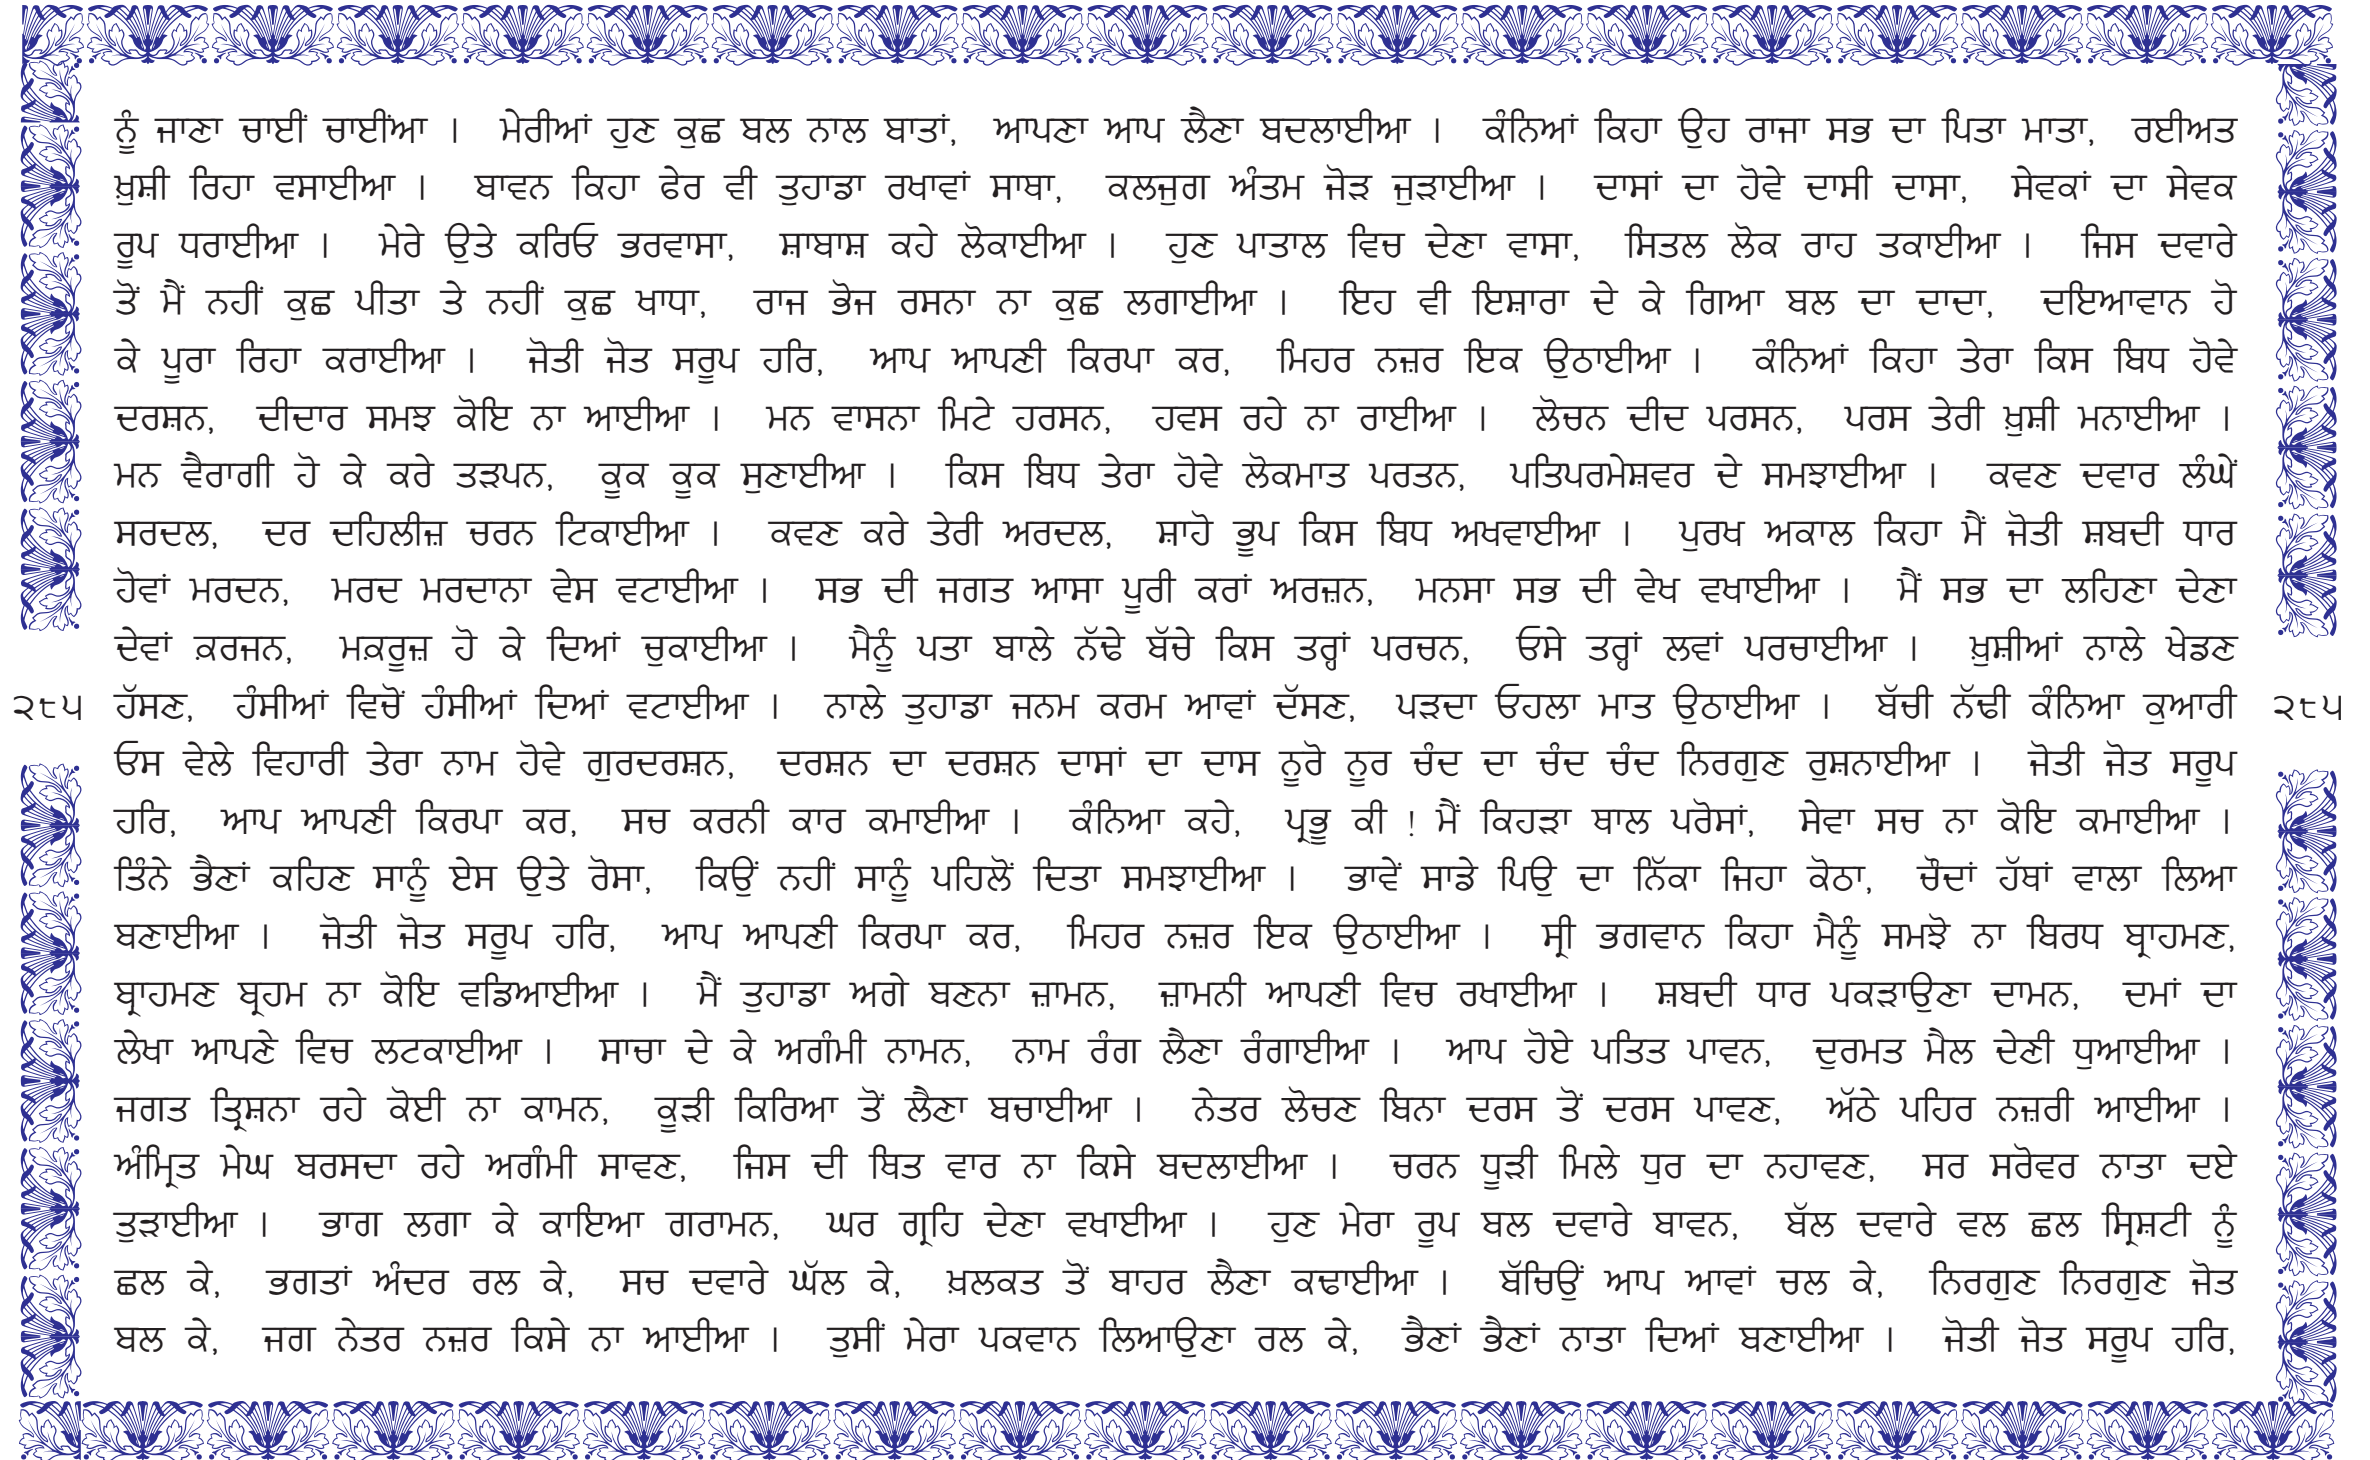 ਨੂੰ ਜਾਣਾ ਚਾਈਂ ਚਾਈਂਆ । ਮੇਰੀਆਂ ਹੁਣ ਕੁਛ ਬਲ ਨਾਲ ਬਾਤਾਂ, ਆਪਣਾ ਆਪ ਲੈਣਾ ਬਦਲਾਈਆ । ਕੰਨਿਆਂ ਕਿਹਾ ਉਹ ਰਾਜਾ ਸਭ ਦਾ ਪਿਤਾ ਮਾਤਾ, ਰਈਅਤ
ਖ਼ੁਸ਼ੀ ਰਿਹਾ ਵਸਾਈਆ । ਬਾਵਨ ਕਿਹਾ ਫੇਰ ਵੀ ਤੁਹਾਡਾ ਰਖਾਵਾਂ ਸਾਥਾ, ਕਲਜੁਗ ਅੰਤਮ ਜੋੜ ਜੁੜਾਈਆ । ਦਾਸਾਂ ਦਾ ਹੋਵੇ ਦਾਸੀ ਦਾਸਾ, ਸੇਵਕਾਂ ਦਾ ਸੇਵਕ
ਰੂਪ ਧਰਾਈਆ । ਮੇਰੇ ਉਤੇ ਕਰਿਓ ਭਰਵਾਸਾ, ਸ਼ਾਬਾਸ਼ ਕਹੇ ਲੋਕਾਈਆ । ਹੁਣ ਪਾਤਾਲ ਵਿਚ ਦੇਣਾ ਵਾਸਾ, ਸਿਤਲ ਲੋਕ ਰਾਹ ਤਕਾਈਆ । ਜਿਸ ਦਵਾਰੇ
ਤੋਂ ਮੈਂ ਨਹੀਂ ਕੁਛ ਪੀਤਾ ਤੇ ਨਹੀਂ ਕੁਛ ਖਾਧਾ, ਰਾਜ ਭੋਜ ਰਸਨਾ ਨਾ ਕੁਛ ਲਗਾਈਆ । ਇਹ ਵੀ ਇਸ਼ਾਰਾ ਦੇ ਕੇ ਗਿਆ ਬਲ ਦਾ ਦਾਦਾ, ਦਇਆਵਾਨ ਹੋ
ਕੇ ਪੂਰਾ ਰਿਹਾ ਕਰਾਈਆ । ਜੋਤੀ ਜੋਤ ਸਰੂਪ ਹਰਿ, ਆਪ ਆਪਣੀ ਕਿਰਪਾ ਕਰ, ਮਿਹਰ ਨਜ਼ਰ ਇਕ ਉਠਾਈਆ । ਕੰਨਿਆਂ ਕਿਹਾ ਤੇਰਾ ਕਿਸ ਬਿਧ ਹੋਵੇ
ਦਰਸ਼ਨ, ਦੀਦਾਰ ਸਮਝ ਕੋਇ ਨਾ ਆਈਆ । ਮਨ ਵਾਸਨਾ ਮਿਟੇ ਹਰਸਨ, ਹਵਸ ਰਹੇ ਨਾ ਰਾਈਆ । ਲੋਚਨ ਦੀਦ ਪਰਸਨ, ਪਰਸ ਤੇਰੀ ਖ਼ੁਸ਼ੀ ਮਨਾਈਆ ।
ਮਨ ਵੈਰਾਗੀ ਹੋ ਕੇ ਕਰੇ ਤੜਪਨ, ਕੂਕ ਕੂਕ ਸੁਣਾਈਆ । ਕਿਸ ਬਿਧ ਤੇਰਾ ਹੋਵੇ ਲੋਕਮਾਤ ਪਰਤਨ, ਪਤਿਪਰਮੇਸ਼ਵਰ ਦੇ ਸਮਝਾਈਆ । ਕਵਣ ਦਵਾਰ ਲੰਘੇਂ
ਸਰਦਲ, ਦਰ ਦਹਿਲੀਜ਼ ਚਰਨ ਟਿਕਾਈਆ । ਕਵਣ ਕਰੇ ਤੇਰੀ ਅਰਦਲ, ਸ਼ਾਹੋ ਭੂਪ ਕਿਸ ਬਿਧ ਅਖਵਾਈਆ । ਪੁਰਖ ਅਕਾਲ ਕਿਹਾ ਮੈਂ ਜੋਤੀ ਸ਼ਬਦੀ ਧਾਰ
ਹੋਵਾਂ ਮਰਦਨ, ਮਰਦ ਮਰਦਾਨਾ ਵੇਸ ਵਟਾਈਆ । ਸਭ ਦੀ ਜਗਤ ਆਸਾ ਪੂਰੀ ਕਰਾਂ ਅਰਜ਼ਨ, ਮਨਸਾ ਸਭ ਦੀ ਵੇਖ ਵਖਾਈਆ । ਮੈਂ ਸਭ ਦਾ ਲਹਿਣਾ ਦੇਣਾ
ਦੇਵਾਂ ਕ਼ਰਜਨ, ਮਕ਼ਰੂਜ਼ ਹੋ ਕੇ ਦਿਆਂ ਚੁਕਾਈਆ । ਮੈਨੂੰ ਪਤਾ ਬਾਲੇ ਨੱਢੇ ਬੱਚੇ ਕਿਸ ਤਰ੍ਹਾਂ ਪਰਚਨ, ਓਸੇ ਤਰ੍ਹਾਂ ਲਵਾਂ ਪਰਚਾਈਆ । ਖ਼ੁਸ਼ੀਆਂ ਨਾਲੇ ਖੇਡਣ
੨੮੫ ਹੱਸਣ, ਹੰਸੀਆਂ ਵਿਚੋਂ ਹੰਸੀਆਂ ਦਿਆਂ ਵਟਾਈਆ । ਨਾਲੇ ਤੁਹਾਡਾ ਜਨਮ ਕਰਮ ਆਵਾਂ ਦੱਸਣ, ਪੜਦਾ ਓਹਲਾ ਮਾਤ ਉਠਾਈਆ । ਬੱਚੀ ਨੱਢੀ ਕੰਨਿਆ ਕੁਆਰੀ ੨੮੫
ਓਸ ਵੇਲੇ ਵਿਹਾਰੀ ਤੇਰਾ ਨਾਮ ਹੋਵੇ ਗੁਰਦਰਸ਼ਨ, ਦਰਸ਼ਨ ਦਾ ਦਰਸ਼ਨ ਦਾਸਾਂ ਦਾ ਦਾਸ ਨੂਰੋ ਨੂਰ ਚੰਦ ਦਾ ਚੰਦ ਚੰਦ ਨਿਰਗੁਣ ਰੁਸ਼ਨਾਈਆ । ਜੋਤੀ ਜੋਤ ਸਰੂਪ
ਹਰਿ, ਆਪ ਆਪਣੀ ਕਿਰਪਾ ਕਰ, ਸਚ ਕਰਨੀ ਕਾਰ ਕਮਾਈਆ । ਕੰਨਿਆ ਕਹੇ, ਪ੍ਰਭੂ ਕੀ ! ਮੈਂ ਕਿਹੜਾ ਥਾਲ ਪਰੋਸਾਂ, ਸੇਵਾ ਸਚ ਨਾ ਕੋਇ ਕਮਾਈਆ ।
ਤਿੰਨੇ ਭੈਣਾਂ ਕਹਿਣ ਸਾਨੂੰ ਏਸ ਉਤੇ ਰੋਸਾ, ਕਿਉਂ ਨਹੀਂ ਸਾਨੂੰ ਪਹਿਲੋਂ ਦਿਤਾ ਸਮਝਾਈਆ । ਭਾਵੇਂ ਸਾਡੇ ਪਿਉ ਦਾ ਨਿੱਕਾ ਜਿਹਾ ਕੋਠਾ, ਚੌਦਾਂ ਹੱਥਾਂ ਵਾਲਾ ਲਿਆ
ਬਣਾਈਆ । ਜੋਤੀ ਜੋਤ ਸਰੂਪ ਹਰਿ, ਆਪ ਆਪਣੀ ਕਿਰਪਾ ਕਰ, ਮਿਹਰ ਨਜ਼ਰ ਇਕ ਉਠਾਈਆ । ਸ੍ਰੀ ਭਗਵਾਨ ਕਿਹਾ ਮੈਨੂੰ ਸਮਝੋ ਨਾ ਬਿਰਧ ਬ੍ਰਾਹਮਣ,
ਬ੍ਰਾਹਮਣ ਬ੍ਰਹਮ ਨਾ ਕੋਇ ਵਡਿਆਈਆ । ਮੈਂ ਤੁਹਾਡਾ ਅਗੇ ਬਣਨਾ ਜ਼ਾਮਨ, ਜ਼ਾਮਨੀ ਆਪਣੀ ਵਿਚ ਰਖਾਈਆ । ਸ਼ਬਦੀ ਧਾਰ ਪਕੜਾਉਣਾ ਦਾਮਨ, ਦਮਾਂ ਦਾ
ਲੇਖਾ ਆਪਣੇ ਵਿਚ ਲਟਕਾਈਆ । ਸਾਚਾ ਦੇ ਕੇ ਅਗੰਮੀ ਨਾਮਨ, ਨਾਮ ਰੰਗ ਲੈਣਾ ਰੰਗਾਈਆ । ਆਪ ਹੋਏ ਪਤਿਤ ਪਾਵਨ, ਦੁਰਮਤ ਮੈਲ ਦੇਣੀ ਧੁਆਈਆ ।
ਜਗਤ ਤ੍ਰਿਸ਼ਨਾ ਰਹੇ ਕੋਈ ਨਾ ਕਾਮਨ, ਕੂੜੀ ਕਿਰਿਆ ਤੋਂ ਲੈਣਾ ਬਚਾਈਆ । ਨੇਤਰ ਲੋਚਣ ਬਿਨਾ ਦਰਸ ਤੋਂ ਦਰਸ ਪਾਵਣ, ਅੱਠੇ ਪਹਿਰ ਨਜ਼ਰੀ ਆਈਆ ।
ਅੰਮ੍ਰਿਤ ਮੇਘ ਬਰਸਦਾ ਰਹੇ ਅਗੰਮੀ ਸਾਵਣ, ਜਿਸ ਦੀ ਥਿਤ ਵਾਰ ਨਾ ਕਿਸੇ ਬਦਲਾਈਆ । ਚਰਨ ਧੂੜੀ ਮਿਲੇ ਧੁਰ ਦਾ ਨਹਾਵਣ, ਸਰ ਸਰੋਵਰ ਨਾਤਾ ਦਏ
ਤੁੜਾਈਆ । ਭਾਗ ਲਗਾ ਕੇ ਕਾਇਆ ਗਰਾਮਨ, ਘਰ ਗ੍ਰਹਿ ਦੇਣਾ ਵਖਾਈਆ । ਹੁਣ ਮੇਰਾ ਰੂਪ ਬਲ ਦਵਾਰੇ ਬਾਵਨ, ਬੱਲ ਦਵਾਰੇ ਵਲ ਛਲ ਸ੍ਰਿਸ਼ਟੀ ਨੂੰ
ਛਲ ਕੇ, ਭਗਤਾਂ ਅੰਦਰ ਰਲ ਕੇ, ਸਚ ਦਵਾਰੇ ਘੱਲ ਕੇ, ਖ਼ਲਕਤ ਤੋਂ ਬਾਹਰ ਲੈਣਾ ਕਢਾਈਆ । ਬੱਚਿਉਂ ਆਪ ਆਵਾਂ ਚਲ ਕੇ, ਨਿਰਗੁਣ ਨਿਰਗੁਣ ਜੋਤ
ਬਲ ਕੇ, ਜਗ ਨੇਤਰ ਨਜ਼ਰ ਕਿਸੇ ਨਾ ਆਈਆ । ਤੁਸੀਂ ਮੇਰਾ ਪਕਵਾਨ ਲਿਆਉਣਾ ਰਲ ਕੇ, ਭੈਣਾਂ ਭੈਣਾਂ ਨਾਤਾ ਦਿਆਂ ਬਣਾਈਆ । ਜੋਤੀ ਜੋਤ ਸਰੂਪ ਹਰਿ,